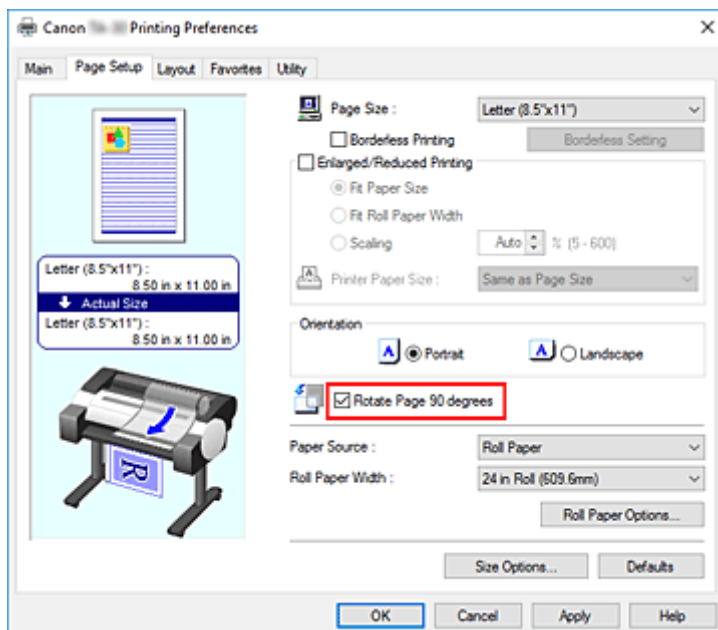 Canon Printing Preferences
Main Page Setup Layout Favorites Utility
Page Size : Letter (8.5"x11")
Borderless Printing Borderless Setting
Enlarged/Reduced Printing
Fit Paper Size
Fit Roll Paper Width
Scaling Auto % (5 - 600)
Printer Paper Size : Same as Page Size
Letter (8.5"x11") :
8.50 in x 11.00 in
Actual Size
Letter (8.5"x11") :
8.50 in x 11.00 in
Orientation
A Portrait A Landscape
Rotate Page 90 degrees
R
Paper Source : Roll Paper
Roll Paper Width : 24 in Roll (609.6mm)
Roll Paper Options...
Size Options... Defaults
OK Cancel Apply Help